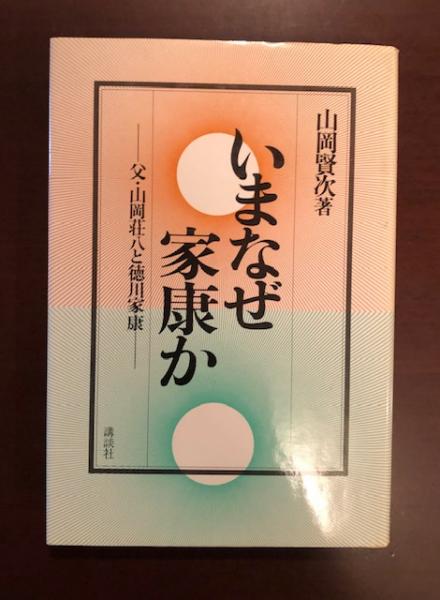 山岡賢次著
いまなぜ
家康か
──父・山岡荘八と徳川家康──
講談社